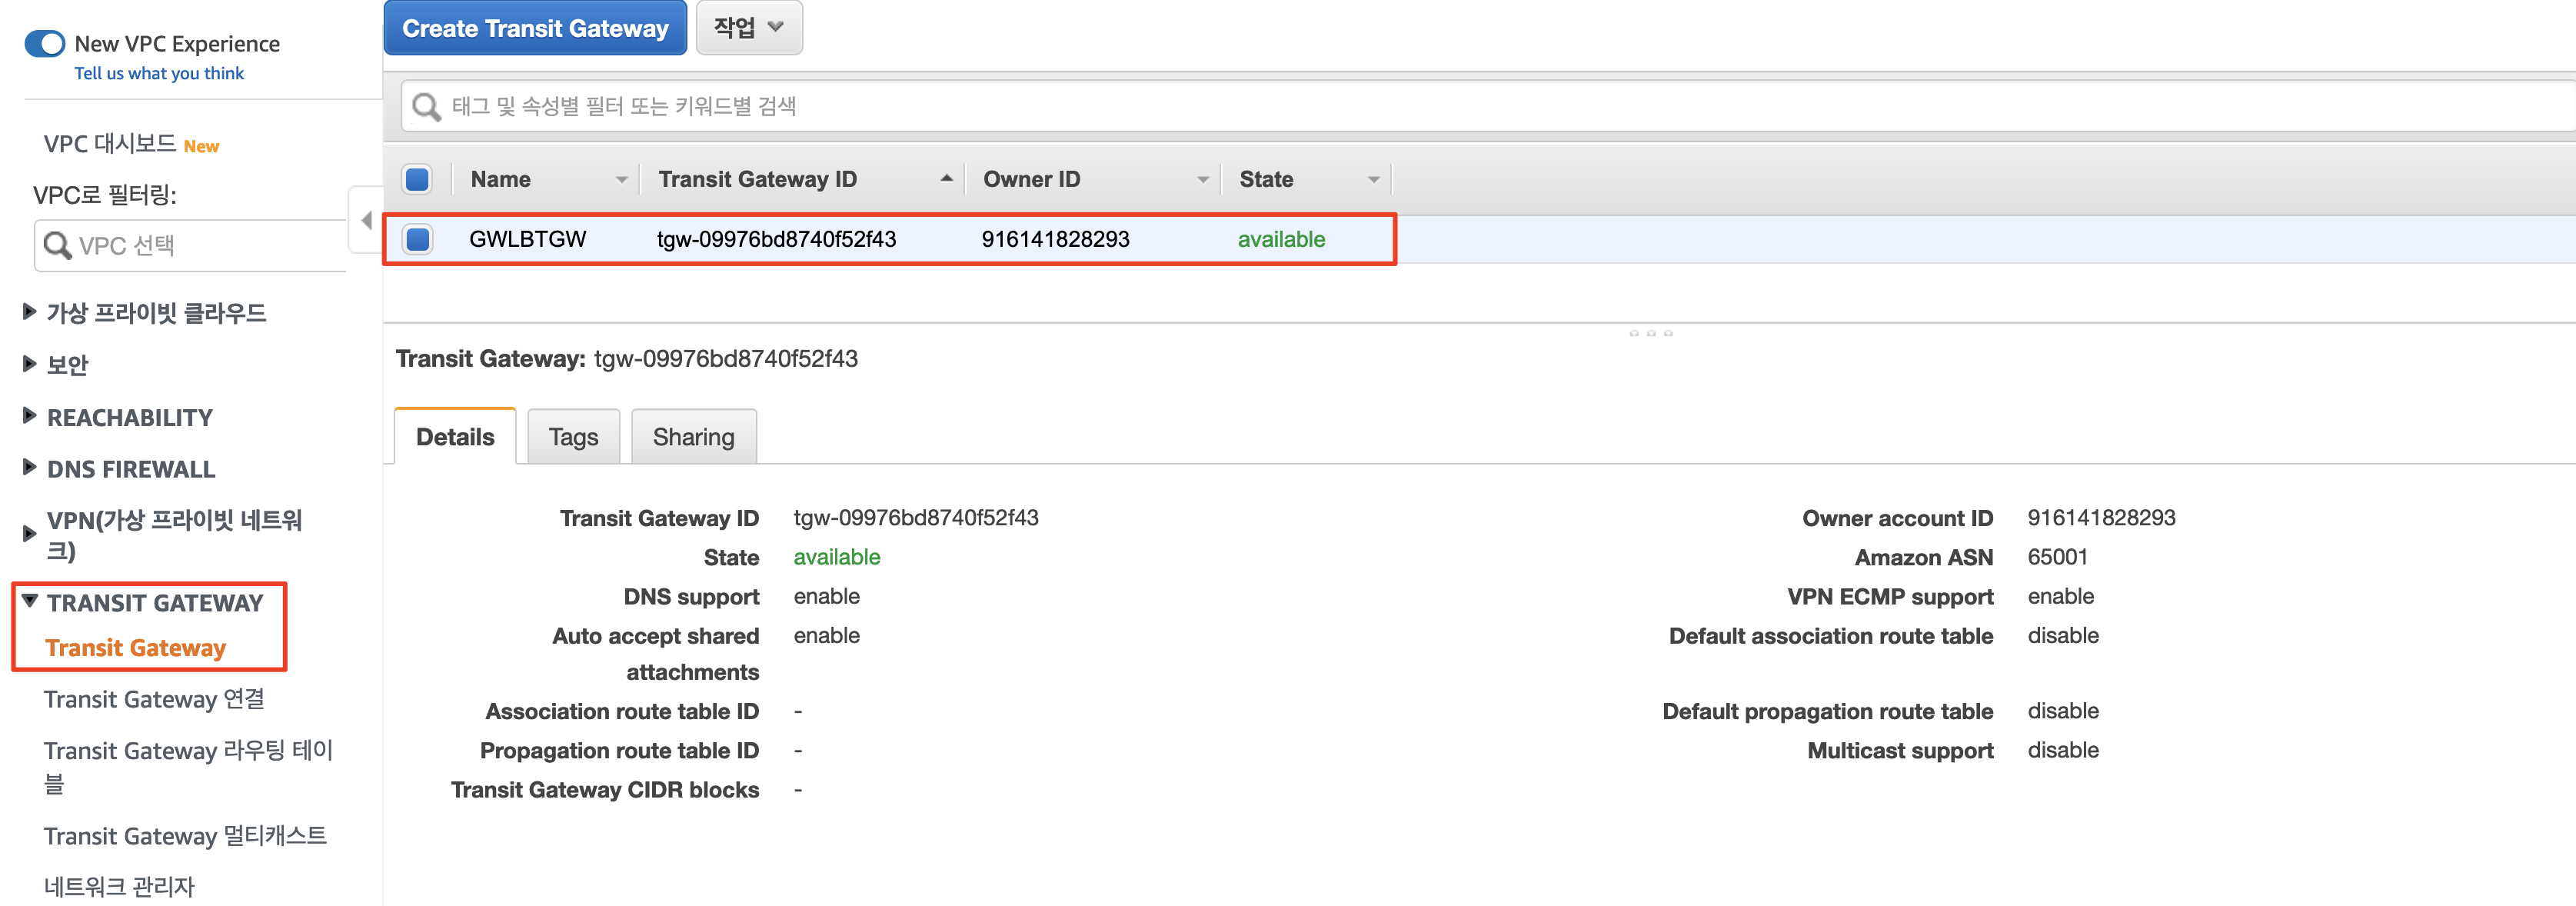 New VPC Experience
Tell us what you think
VPC 대시보드 New
VPC로 필터링:
VPC 선택
가상 프라이빗 클라우드
보안
REACHABILITY
DNS FIREWALL
VPN(가상 프라이빗 네트워
크)
TRANSIT GATEWAY
Transit Gateway
Transit Gateway 연결
Transit Gateway 라우팅 테이
블
Transit Gateway 멀티캐스트
네트워크 관리자
Create Transit Gateway 작업
태그 및 속성별 필터 또는 키워드별 검색
Name Transit Gateway ID Owner ID State
GWLBTGW tgw-09976bd8740f52f43 916141828293 available
Transit Gateway: tgw-09976bd8740f52f43
Details Tags Sharing
Transit Gateway ID tgw-09976bd8740f52f43 Owner account ID 916141828293
State available Amazon ASN 65001
DNS support enable VPN ECMP support enable
Auto accept shared enable Default association route table disable
attachments
Association route table ID - Default propagation route table disable
Propagation route table ID - Multicast support disable
Transit Gateway CIDR blocks -